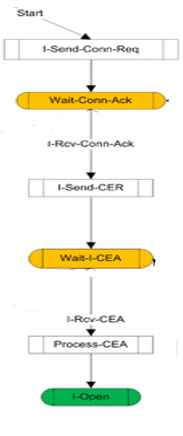 Start
I-Send-Conn-Req
Wait-Conn-Ack
I-Rcv-Conn-Ack
I-Send-CER
Wait-I-CEA
I-Rcv-CEA
Process-CEA
I-Open